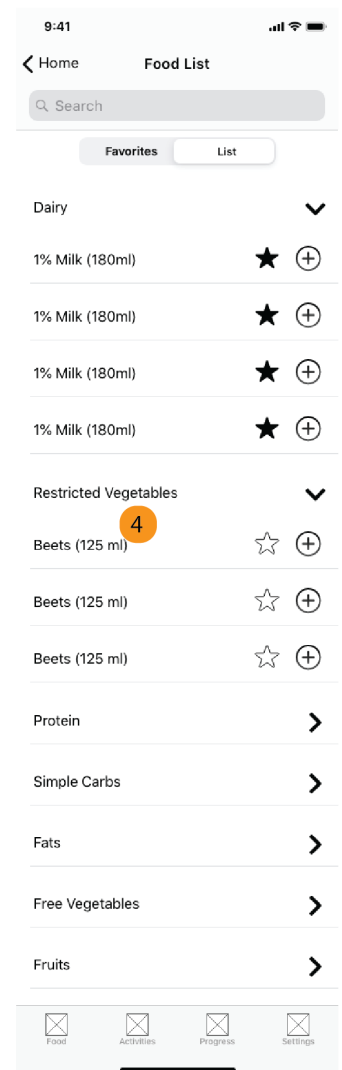 9:41
Home Food List
Search
Favorites List
Dairy
1% Milk (180ml)
1% Milk (180ml)
1% Milk (180ml)
1% Milk (180ml)
Restricted Vegetables
4
Beets (125 ml)
Beets (125 ml)
Beets (125 ml)
Protein
Simple Carbs
Fats
Free Vegetables
Fruits
Food Activities Progress Settings